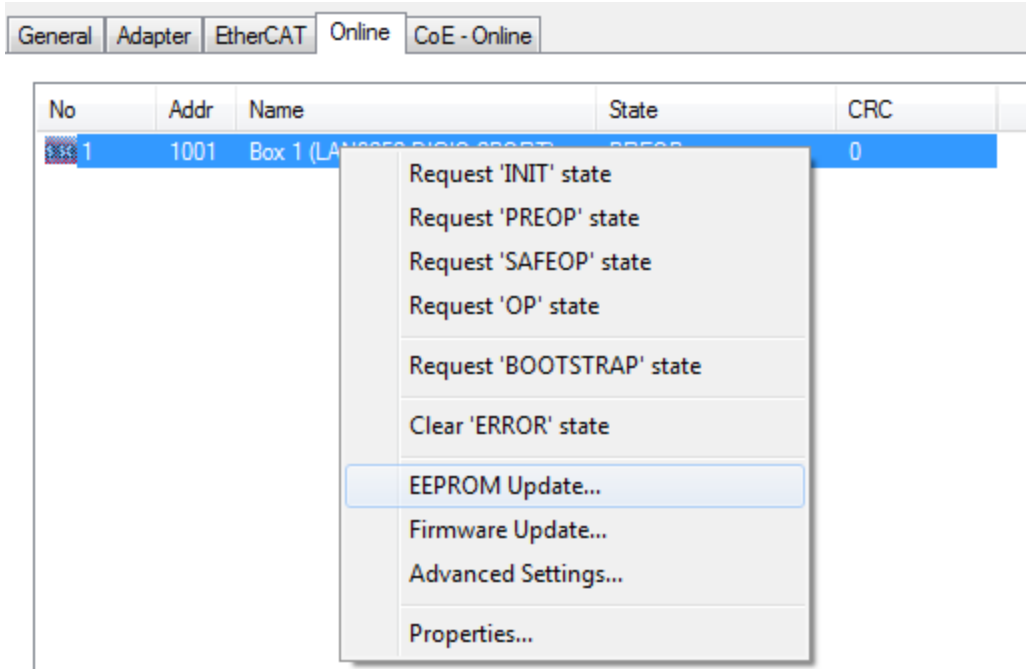 General Adapter EtherCAT Online CoE - Online
No Addr Name State CRC
1 1001 Box 1 0
Request 'INIT' state
Request 'PREOP' state
Request 'SAFEOP' state
Request 'OP' state
Request 'BOOTSTRAP' state
Clear 'ERROR' state
EEPROM Update...
Firmware Update...
Advanced Settings...
Properties...